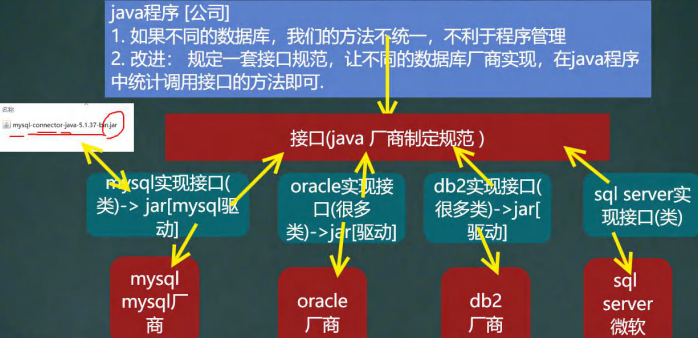 java程序 [公司]
1. 如果不同的数据库，我们的方法不统一，不利于程序管理
2. 改进： 规定一套接口规范，让不同的数据库厂商实现，在java程序
中统计调用接口的方法即可.
名称
mysql-connector-java-5.1.37-bin.jar
接口(java 厂商制定规范 )
mysql实现接口(
类)-> jar[mysql驱
动]
oracle实现接
口(很多
类)->jar[驱动]
db2实现接口(
很多类)->jar[
驱动]
sql server实
现接口(类)
mysql
mysql厂
商
oracle
厂商
db2
厂商
sql
server
微软